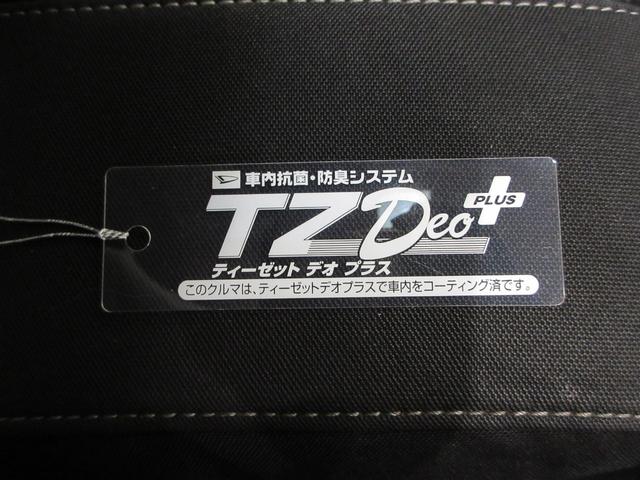 車内抗菌・防臭システム
TZ Deo PLUS
ティーゼット デオ プラス
このクルマは、ティーゼットデオプラスで車内をコーティング済です。